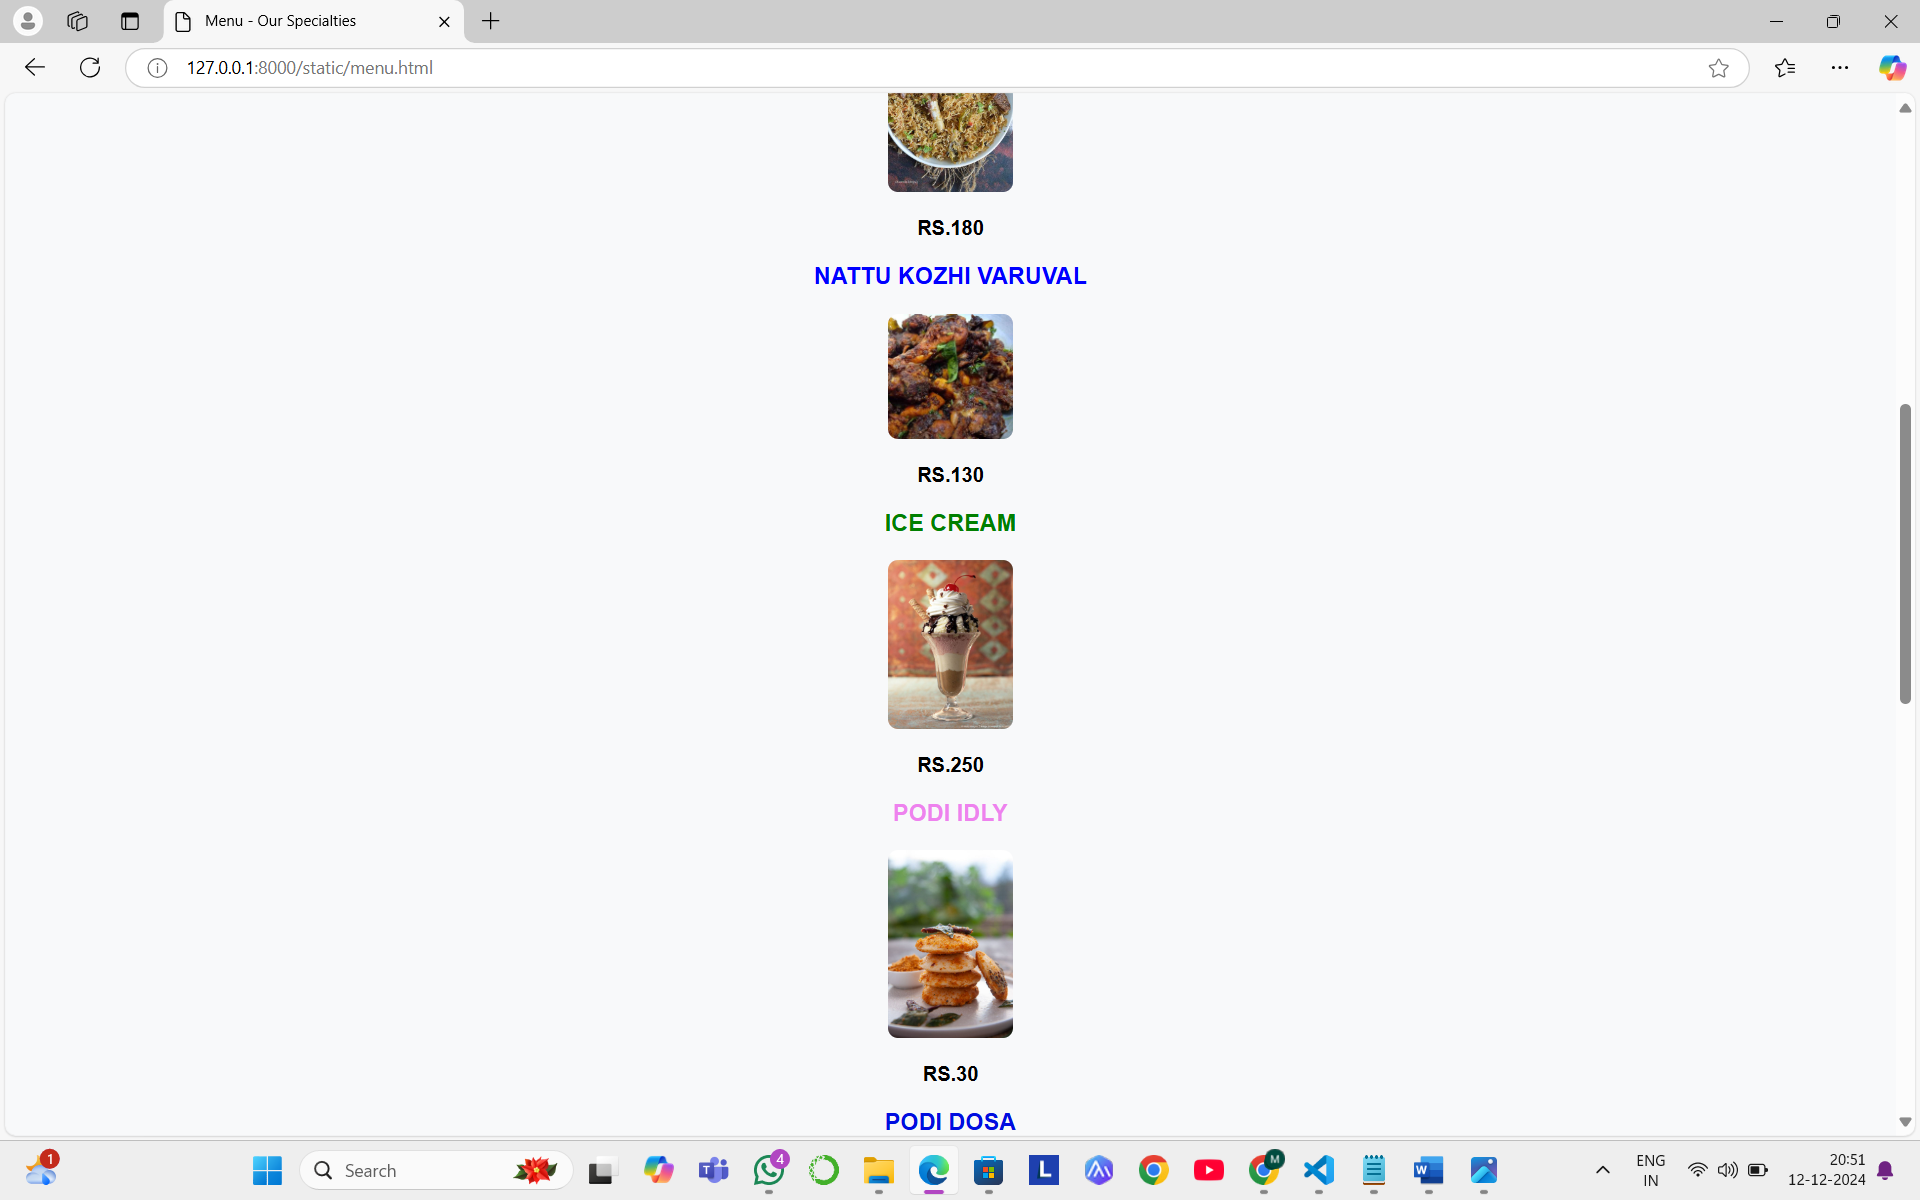 Menu - Our Specialties
127.0.0.1:8000/static/menu.html
RS.180
NATTU KOZHI VARUVAL
RS.130
ICE CREAM
RS.250
PODI IDLY
RS.30
PODI DOSA
1
Search
4
M
ENG
IN
20:51
12-12-2024